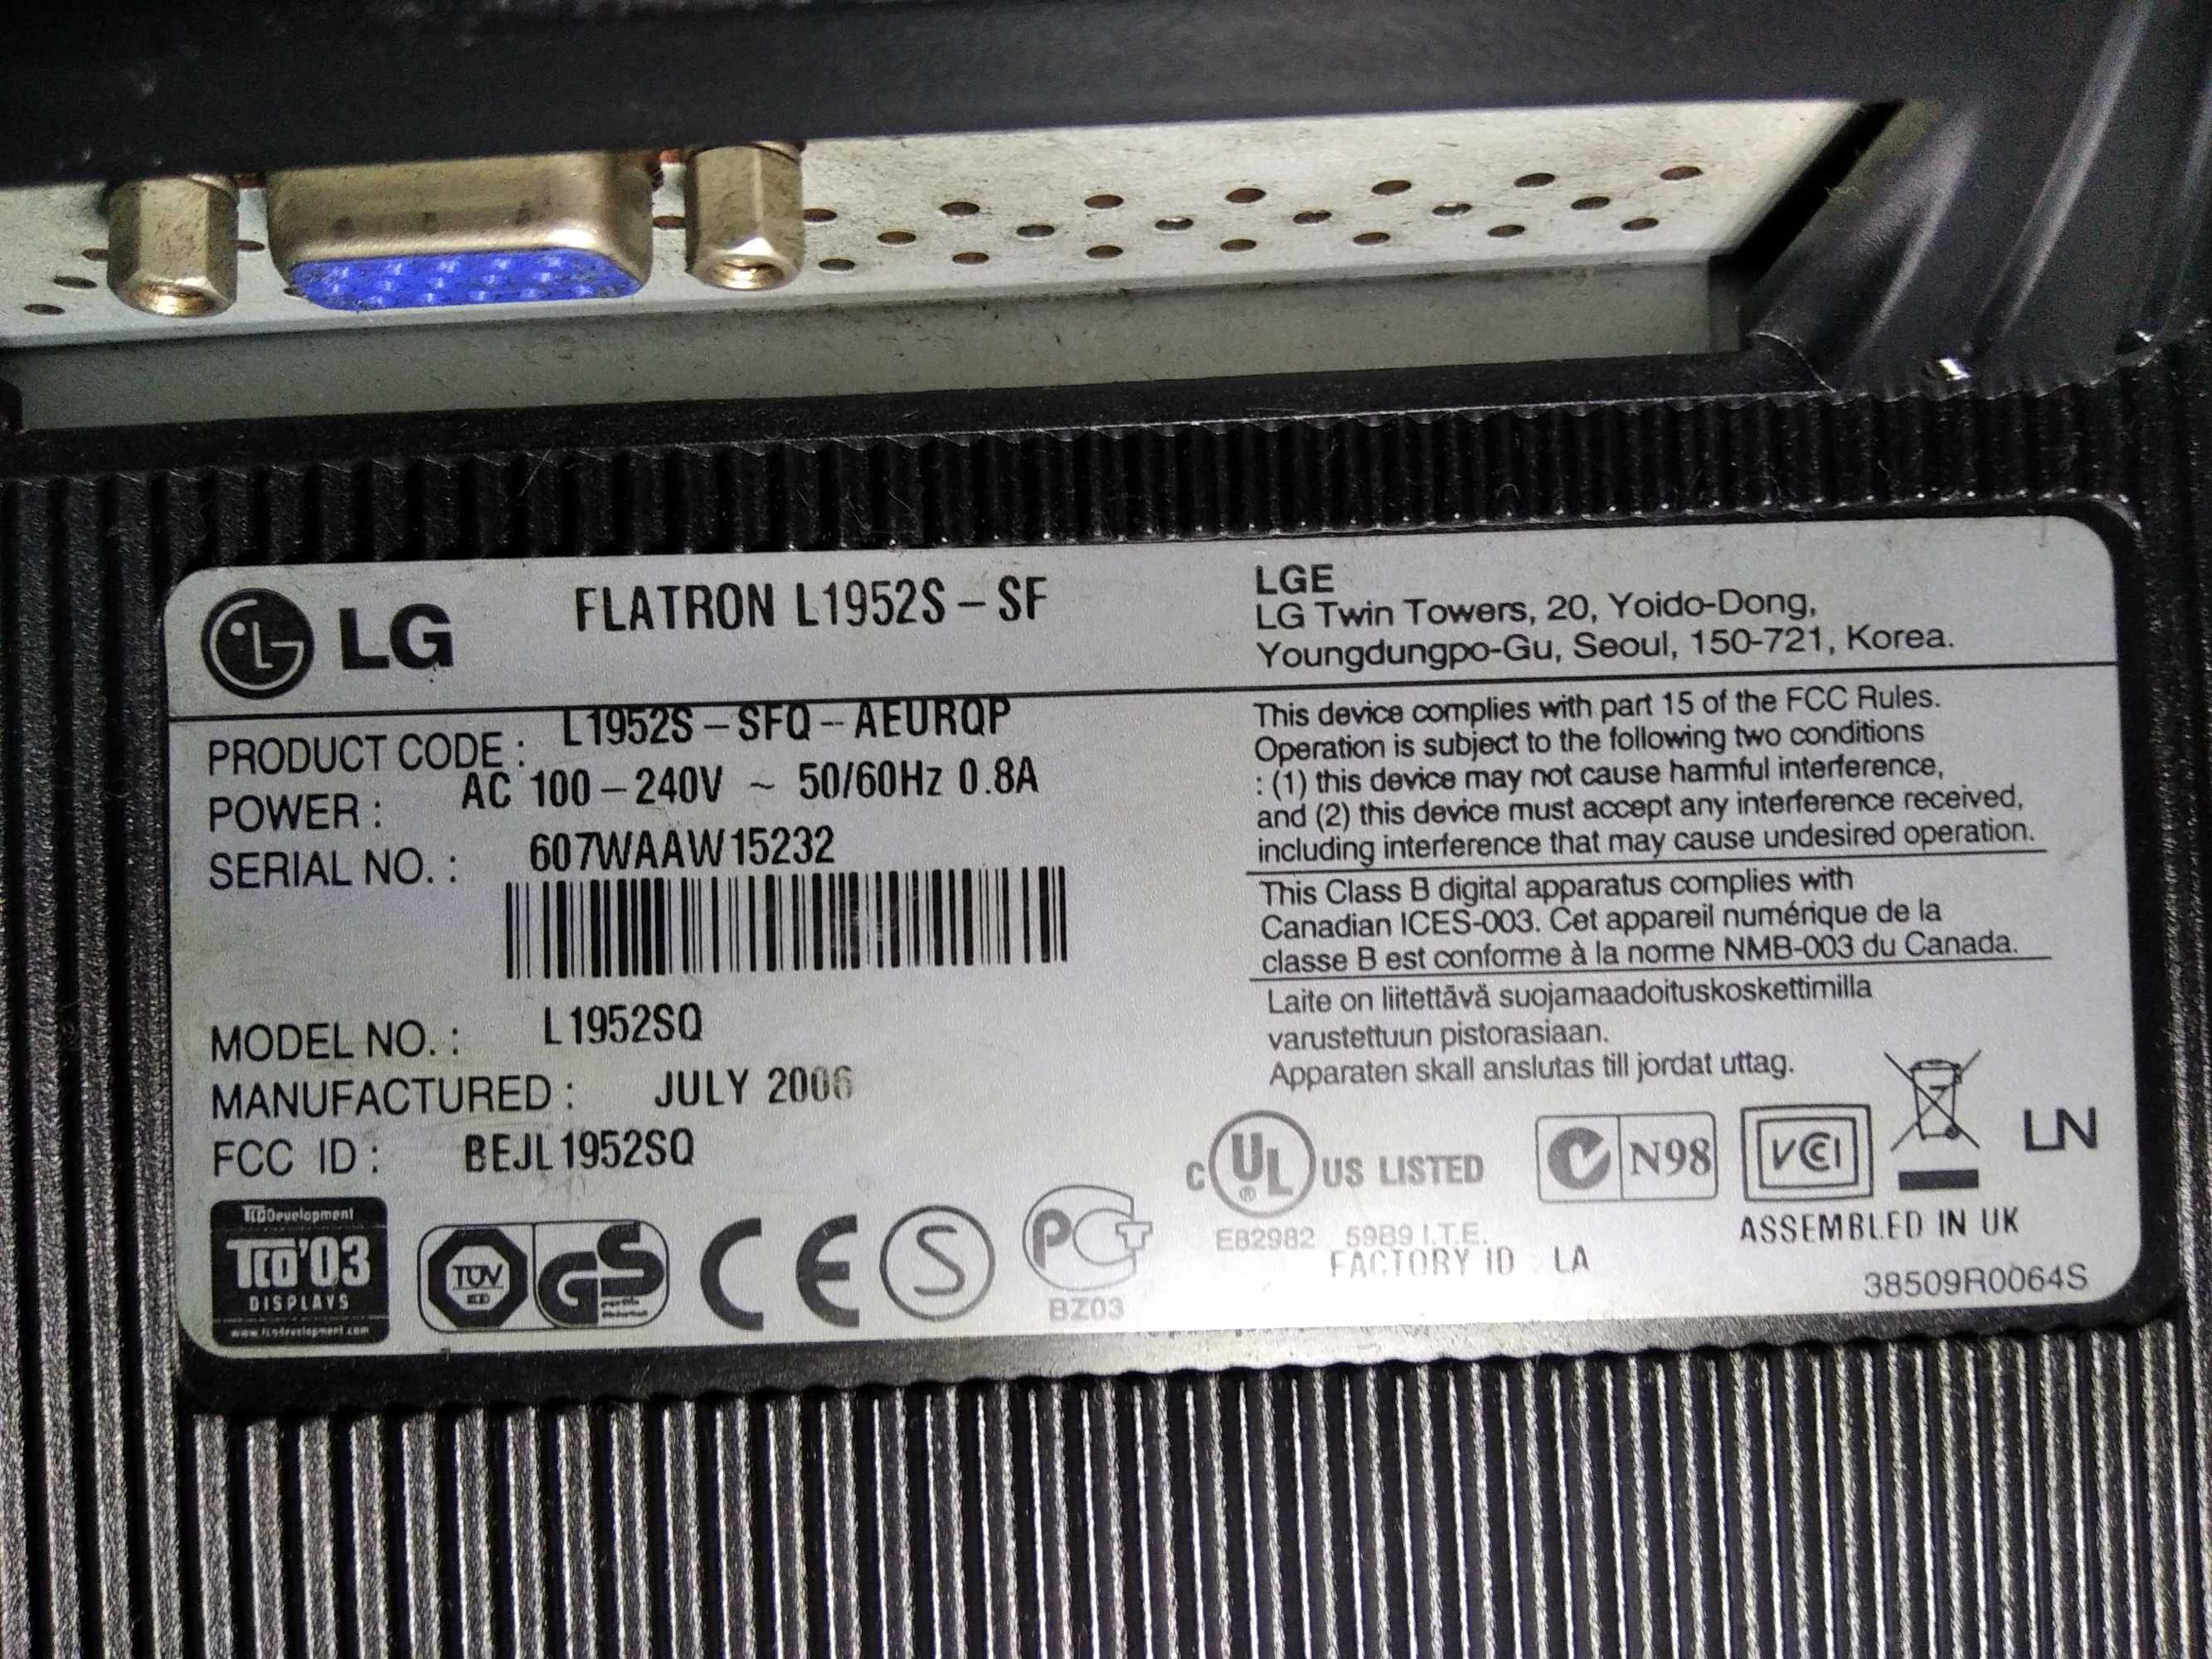 LG
FLATRON L1952S-SF
LGE
LG Twin Towers, 20, Yoido-Dong,
Youngdungpo-Gu, Seoul, 150-721, Korea.
PRODUCT CODE : L1952S-SFQ-AEURQP
POWER : AC 100-240V ~ 50/60Hz 0.8A
SERIAL NO. : 607WAAW15232
MODEL NO. : L1952SQ
MANUFACTURED : JULY 2006
FCC ID : BEJL1952SQ
This device complies with part 15 of the FCC Rules.
Operation is subject to the following two conditions
: (1) this device may not cause harmful interference,
and (2) this device must accept any interference received,
including interference that may cause undesired operation.
This Class B digital apparatus complies with
Canadian ICES-003. Cet appareil numérique de la
classe B est conforme à la norme NMB-003 du Canada.
Laite on liitettävä suojamaadoituskoskettimilla
varustettuun pistorasiaan.
Apparaten skall anslutas till jordat uttag.
TCO Development
TCO'03
DISPLAYS
www.tcodevelopment.com
TÜV
GS
CE
S
PCT
BZ03
c UL ® US LISTED
E82982 59B9 I.T.E.
FACTORY ID : LA
N98
VCCI
LN
ASSEMBLED IN UK
38509R0064S